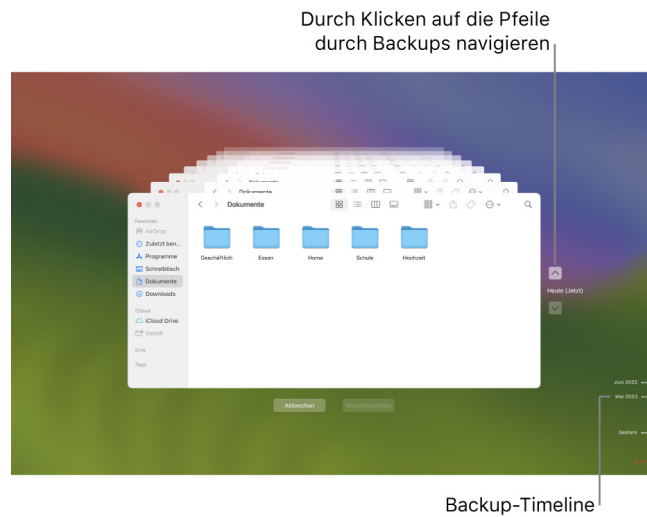 Durch Klicken auf die Pfeile
durch Backups navigieren
Dokumente
Dokumente
Favoriten
AirDrop
Zuletzt ben...
Programme
Schreibtisch
Dokumente
Downloads
iCloud
iCloud Drive
Geteilt
Orte
Tags
Geschäftlich
Essen
Home
Schule
Hochzeit
Heute (Jetzt)
Abbrechen
Wiederherstellen
Juni 2022
Mai 2023
Gestern
Backup-Timeline